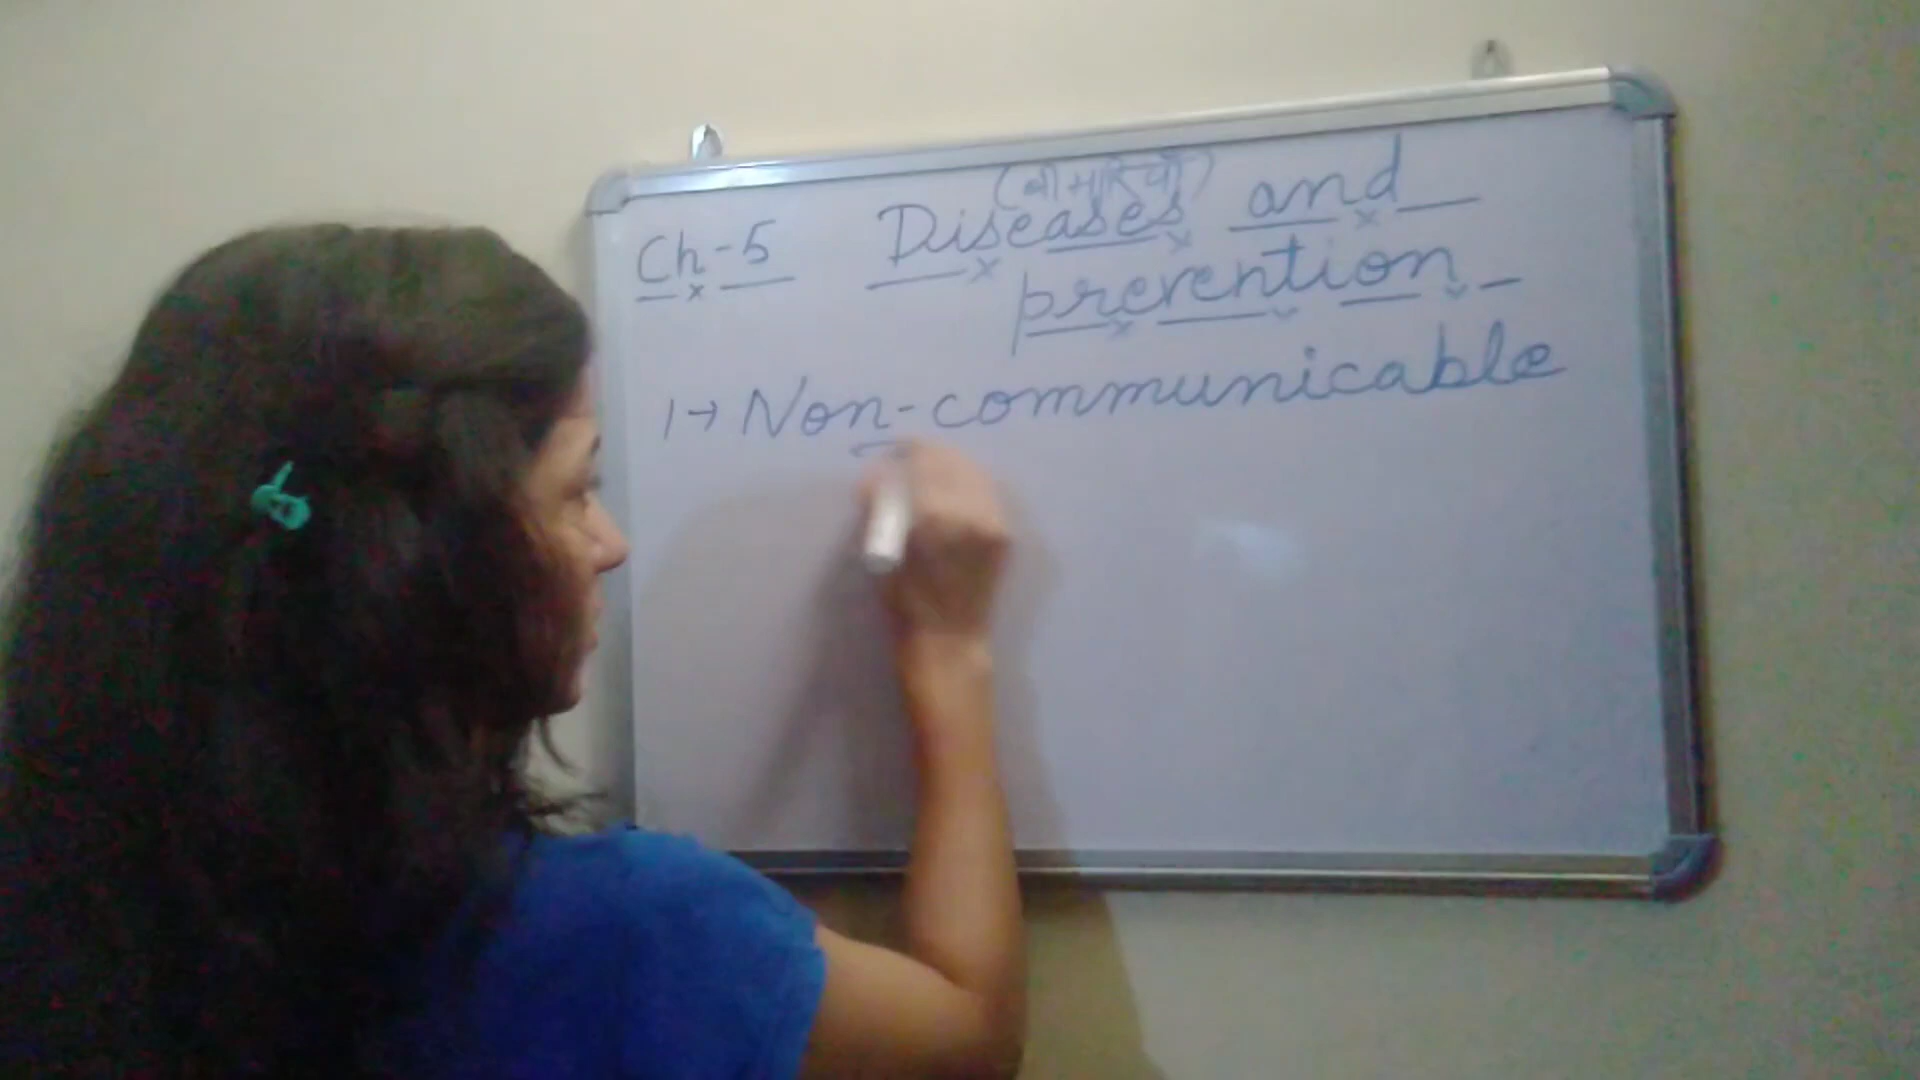 (बीमारियाँ)
Ch-5 Diseases and
prevention
1→ Non-communicable